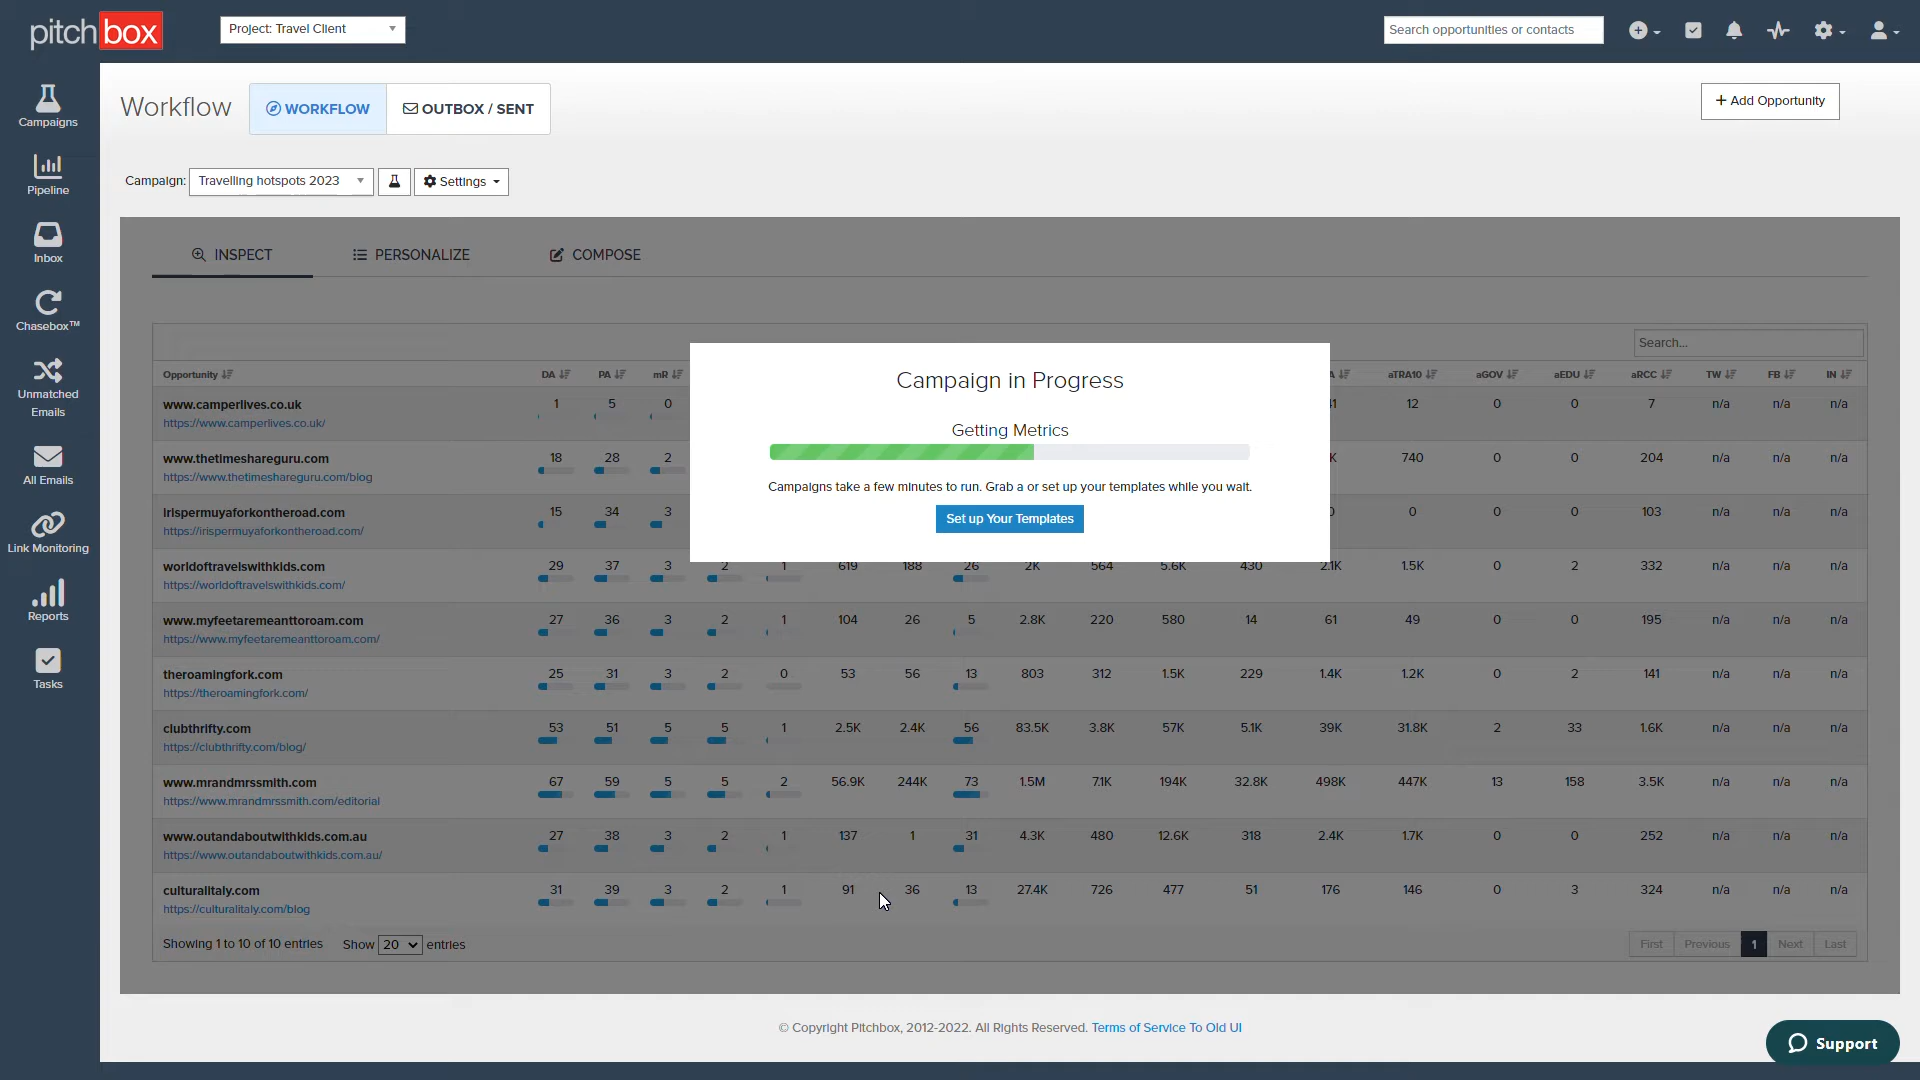 pitchbox
Project: Travel Client
Search opportunities or contacts
Campaigns
Pipeline
Inbox
Chasebox™
Unmatched
Emails
All Emails
Link Monitoring
Reports
Tasks
Workflow
WORKFLOW
OUTBOX / SENT
+ Add Opportunity
Campaign: Travelling hotspots 2023
Settings
INSPECT
PERSONALIZE
COMPOSE
Search...
Opportunity DA PA mR aTRA10 aGOV aEDU aRCC TW FB IN
www.camperlives.co.uk 1 5 0 12 0 0 7 n/a n/a n/a
https://www.camperlives.co.uk/
www.thetimeshareguru.com 18 28 2 740 0 0 204 n/a n/a n/a
https://www.thetimeshareguru.com/blog
irispermuyaforkontheroad.com 15 34 3 0 0 0 103 n/a n/a n/a
https://irispermuyaforkontheroad.com/
Campaign in Progress
Getting Metrics
Campaigns take a few minutes to run. Grab a or set up your templates while you wait.
Set up Your Templates
worldoftravelswithkids.com 29 37 3 2 1 619 188 26 2K 564 5.6K 430 2.1K 1.5K 0 2 332 n/a n/a n/a
https://worldoftravelswithkids.com/
www.myfeetaremeanttoroam.com 27 36 3 2 1 104 26 5 2.8K 220 580 14 61 49 0 0 195 n/a n/a n/a
https://www.myfeetaremeanttoroam.com/
theroamingfork.com 25 31 3 2 0 53 56 13 803 312 1.5K 229 1.4K 1.2K 0 2 141 n/a n/a n/a
https://theroamingfork.com/
clubthrifty.com 53 51 5 5 1 2.5K 2.4K 56 83.5K 3.8K 57K 5.1K 39K 31.8K 2 33 1.6K n/a n/a n/a
https://clubthrifty.com/blog/
www.mrandmrssmith.com 67 59 5 5 2 56.9K 244K 73 1.5M 7.1K 194K 32.8K 498K 447K 13 158 3.5K n/a n/a n/a
https://www.mrandmrssmith.com/editorial
www.outandaboutwithkids.com.au 27 38 3 2 1 137 1 31 4.3K 480 12.6K 318 2.4K 1.7K 0 0 252 n/a n/a n/a
https://www.outandaboutwithkids.com.au/
culturalitaly.com 31 39 3 2 1 91 36 13 27.4K 726 477 51 176 146 0 3 324 n/a n/a n/a
https://culturalitaly.com/blog
Showing 1 to 10 of 10 entries Show 20 entries
First Previous 1 Next Last
© Copyright Pitchbox, 2012-2022. All Rights Reserved. Terms of Service To Old UI
Support